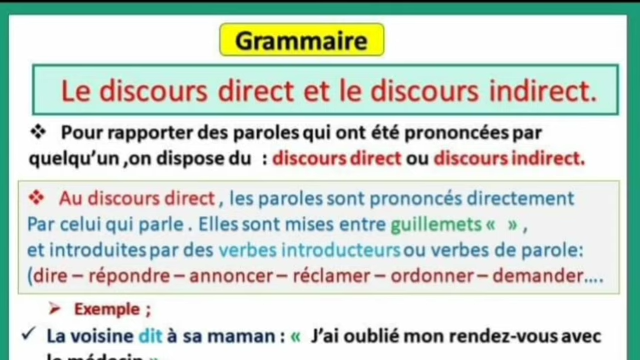 Grammaire
Le discours direct et le discours indirect.
❖ Pour rapporter des paroles qui ont été prononcées par
quelqu'un ,on dispose du : discours direct ou discours indirect.
❖ Au discours direct , les paroles sont prononcés directement
Par celui qui parle . Elles sont mises entre guillemets « » ,
et introduites par des verbes introducteurs ou verbes de parole:
(dire – répondre – annoncer – réclamer – ordonner – demander….
➢ Exemple ;
✓ La voisine dit à sa maman : « J'ai oublié mon rendez-vous avec
le médecin »